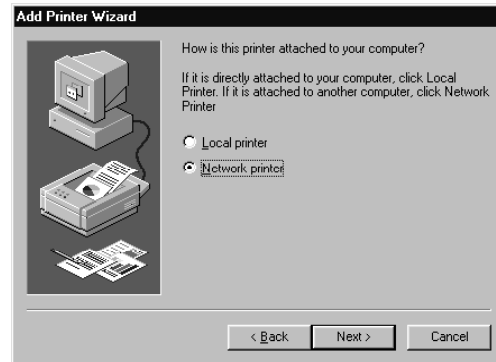 Add Printer Wizard
How is this printer attached to your computer?
If it is directly attached to your computer, click Local
Printer. If it is attached to another computer, click Network
Printer
Local printer
Network printer
< Back
Next >
Cancel